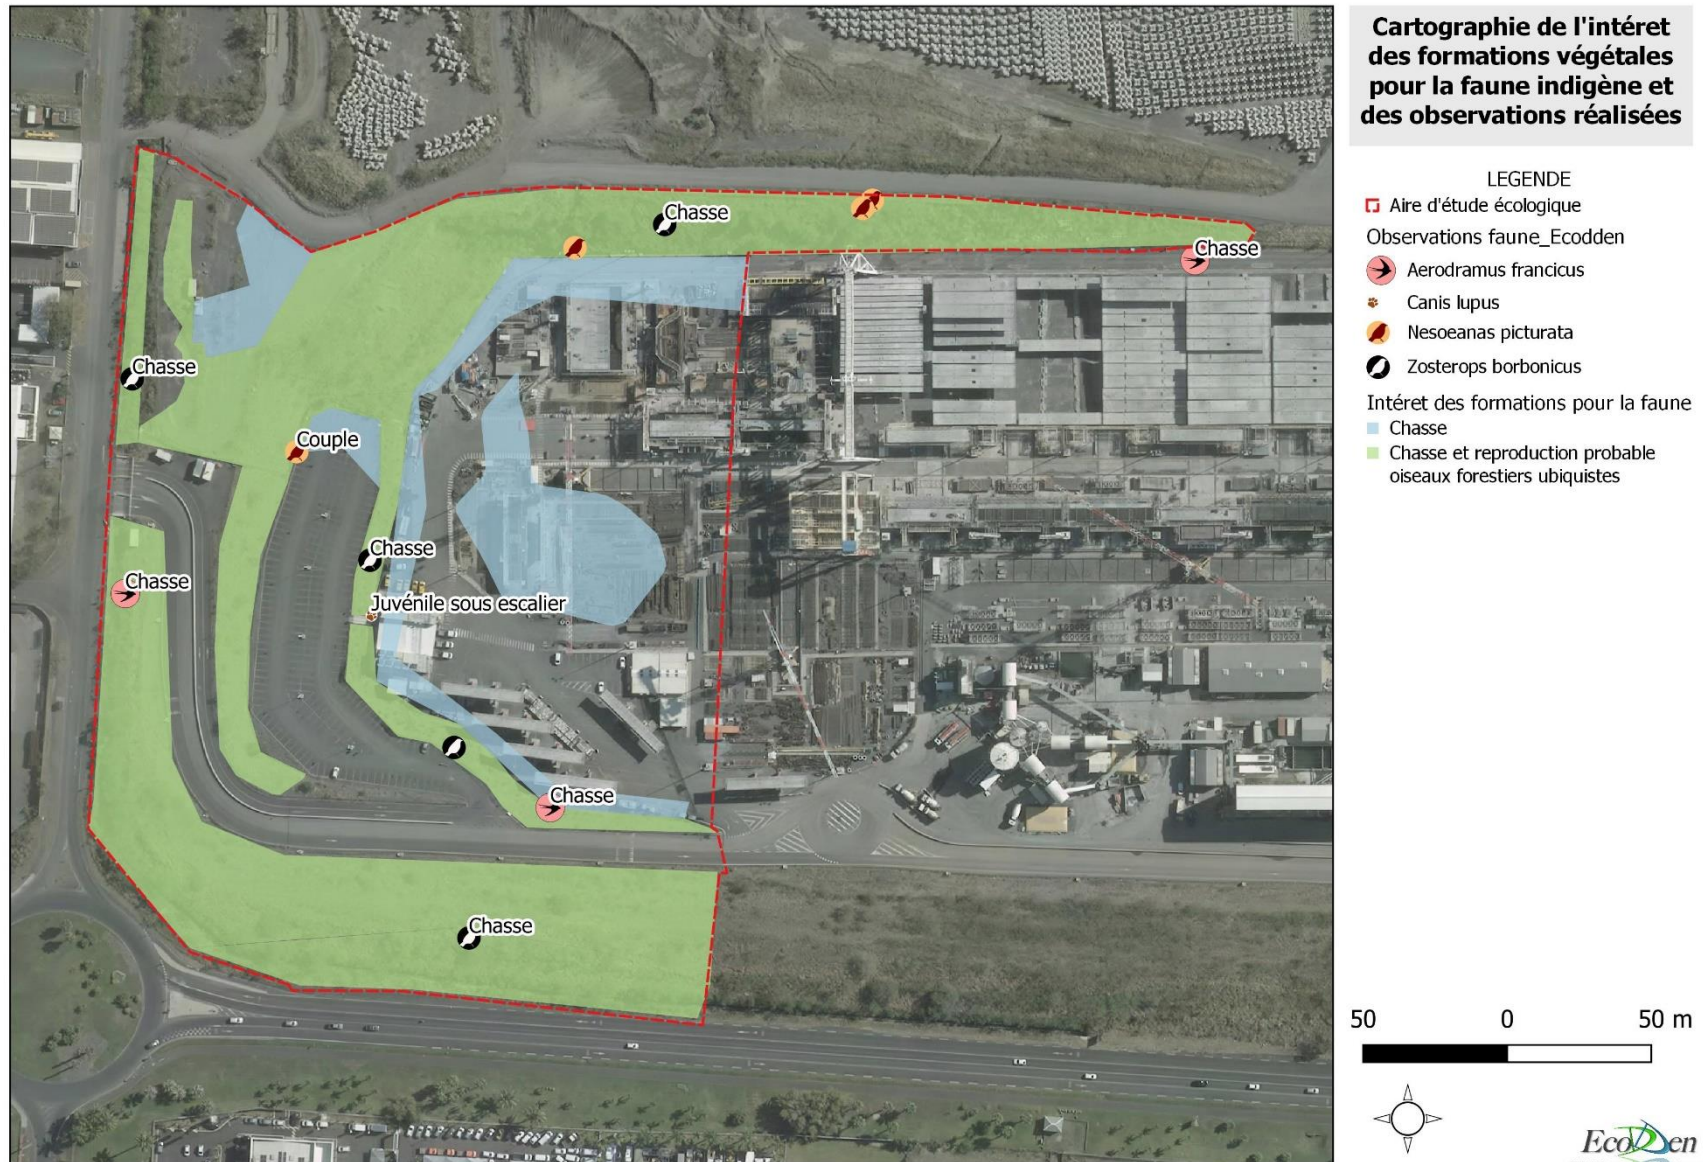 Cartographie de l'intéret
des formations végétales
pour la faune indigène et
des observations réalisées
LEGENDE
Aire d'étude écologique
Observations faune_Ecodden
Aerodramus francicus
Canis lupus
Nesoeanas picturata
Zosterops borbonicus
Intéret des formations pour la faune
Chasse
Chasse et reproduction probable
oiseaux forestiers ubiquistes
Chasse
Chasse
Chasse
Couple
Chasse
Chasse
Juvénile sous escalier
Chasse
Chasse
50 0 50 m
EcoDDen